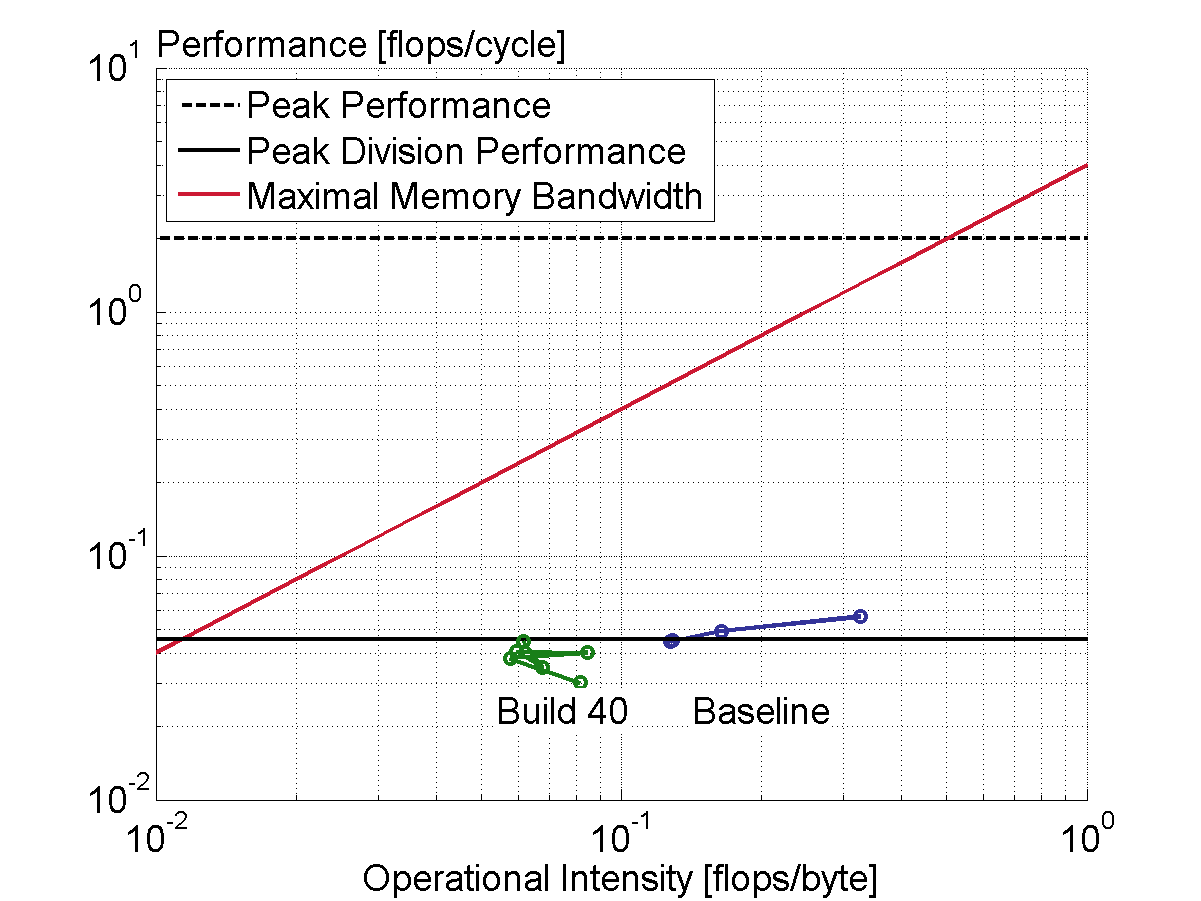 Performance [flops/cycle]
10^1
Peak Performance
Peak Division Performance
Maximal Memory Bandwidth
10^0
10^-1
Build 40 Baseline
10^-2
10^-2 10^-1 10^0
Operational Intensity [flops/byte]